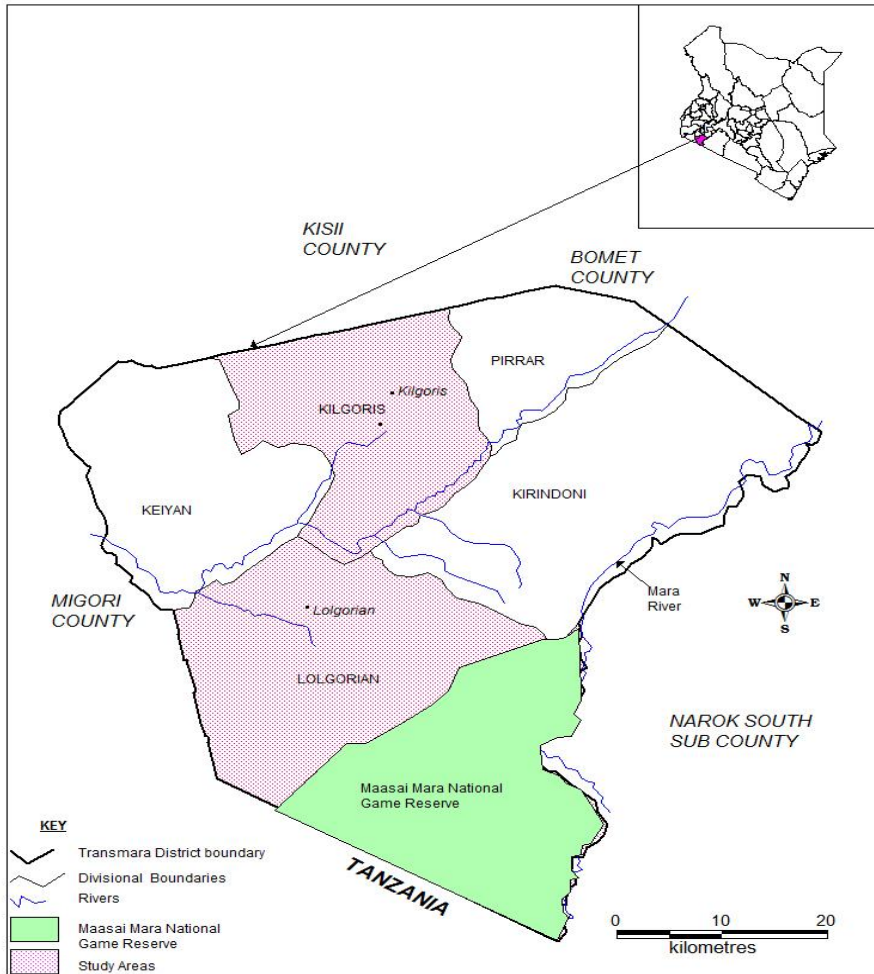 KISII
COUNTY
BOMET
COUNTY
PIRRAR
Kilgoris
KILGORIS
KEIYAN
KIRINDONI
Mara
River
N
W
E
S
MIGORI
COUNTY
Lolgorian
LOLGORIAN
NAROK SOUTH
SUB COUNTY
Maasai Mara National
Game Reserve
TANZANIA
KEY
Transmara District boundary
Divisional Boundaries
Rivers
Maasai Mara National
Game Reserve
Study Areas
0 10 20
kilometres